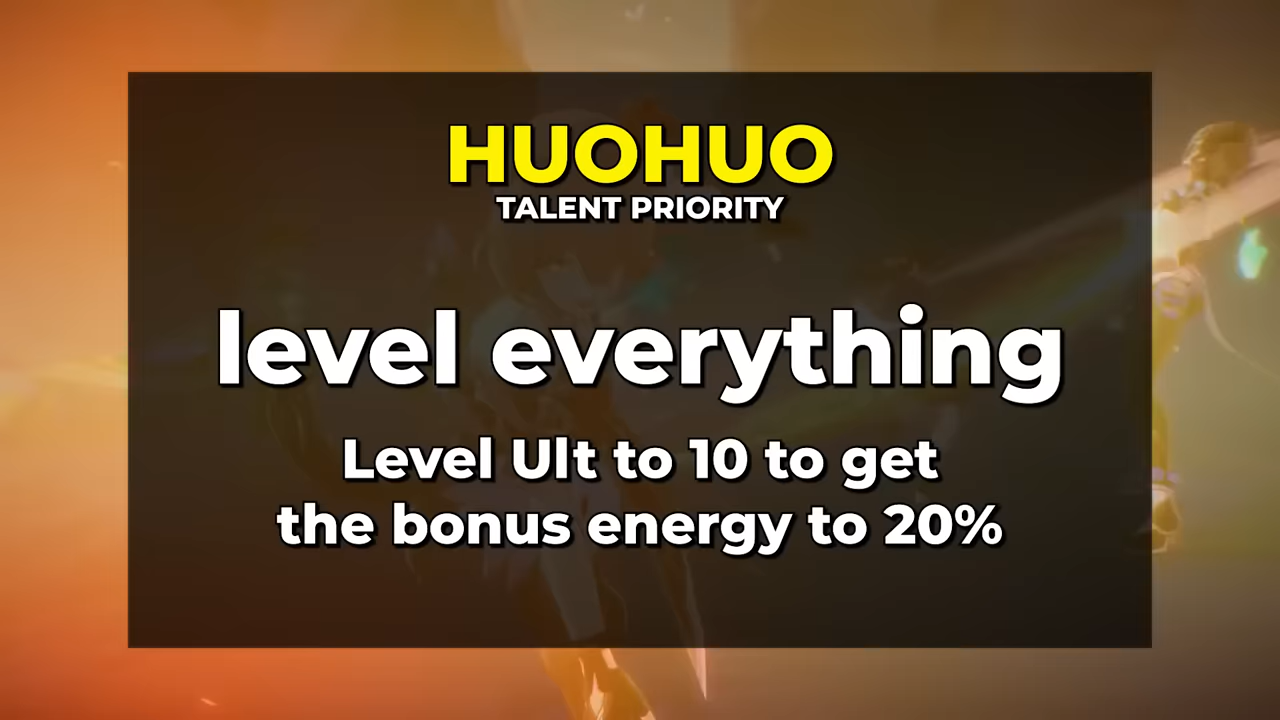 HUOHUO
TALENT PRIORITY
level everything
Level Ult to 10 to get
the bonus energy to 20%